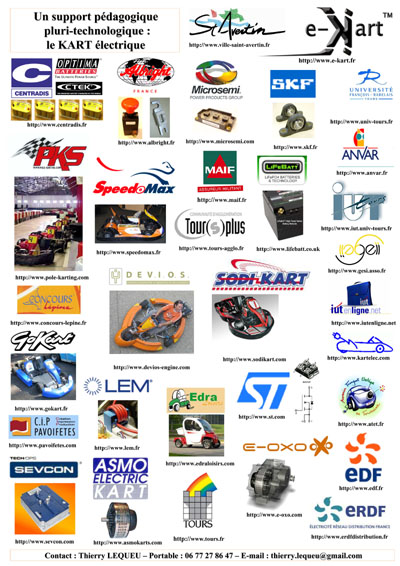 Un support pédagogique
pluri-technologique :
le KART électrique
St Avertin
http://www.ville-saint-avertin.fr
e-Kart™
http://www.e-kart.fr
C
CENTRADIS
OPTIMA
BATTERIES
CTEK
http://www.centradis.fr
Albright
FRANCE
http://www.albright.fr
Microsemi
POWER PRODUCTS GROUP
http://www.microsemi.com
SKF
http://www.skf.fr
UNIVERSITÉ
FRANÇOIS-RABELAIS
http://www.univ-tours.fr
PKS
http://www.pole-karting.com
SpeedoMax
http://www.speedomax.fr
MAIF
ASSUREUR MILITANT
http://www.maif.fr
Tours plus
http://www.tours-agglo.fr
LiFeBATT
http://www.lifebatt.co.uk
ANVAR
http://www.anvar.fr
iut
http://www.iut.univ-tours.fr
gesi
http://www.gesi.asso.fr
CONCOURS
Lépine
http://www.concours-lepine.fr
DEVIOS
http://www.devios-engine.com
SODI-KART
http://www.sodikart.com
iutenligne.net
http://www.iutenligne.net
GoKart
http://www.gokart.fr
http://www.kartelec.com
C.I.P
PAVOIFETES
http://www.pavoifetes.com
LEM
http://www.lem.fr
Edra
http://www.edraloisirs.com
ST
http://www.st.com
http://www.atet.fr
TECH/OPS
SEVCON
http://www.sevcon.com
ASMO
ELECTRIC
KART
http://www.asmokarts.com
TOURS
http://www.tours.fr
e-oxo
http://www.e-oxo.com
eDF
http://www.edf.fr
eRDF
ÉLECTRICITÉ RÉSEAU DISTRIBUTION FRANCE
http://www.erdfdistribution.fr
Contact : Thierry LEQUEU – Portable : 06 77 27 86 47 – E-mail : thierry.lequeu@gmail.com